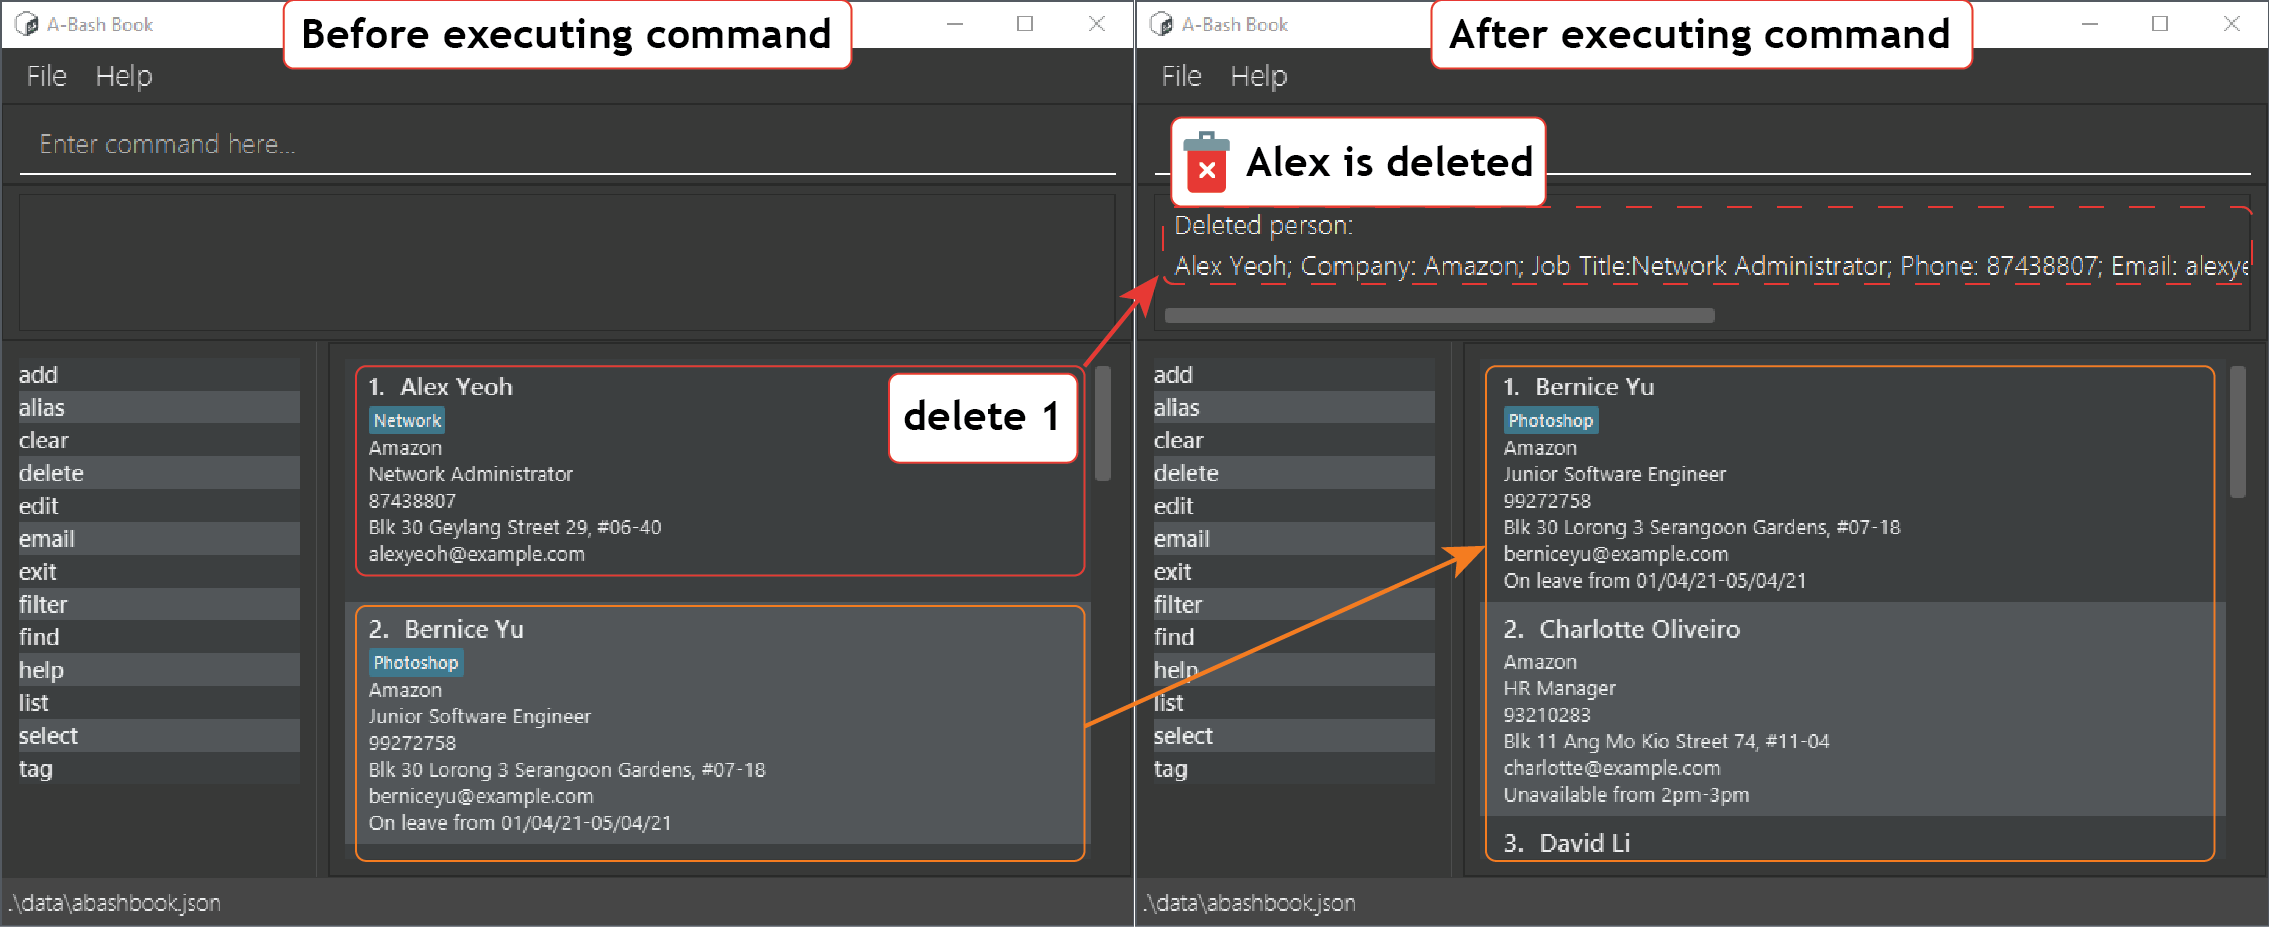 A-Bash Book
Before executing command
File Help
Enter command here...
add
alias
clear
delete
edit
email
exit
filter
find
help
list
select
tag
1. Alex Yeoh
Network
Amazon
Network Administrator
87438807
Blk 30 Geylang Street 29, #06-40
alexyeoh@example.com
delete 1
2. Bernice Yu
Photoshop
Amazon
Junior Software Engineer
99272758
Blk 30 Lorong 3 Serangoon Gardens, #07-18
berniceyu@example.com
On leave from 01/04/21-05/04/21
.\data\abashbook.json
A-Bash Book
After executing command
File Help
Alex is deleted
Deleted person:
Alex Yeoh; Company: Amazon; Job Title:Network Administrator; Phone: 87438807; Email: alexye
add
alias
clear
delete
edit
email
exit
filter
find
help
list
select
tag
1. Bernice Yu
Photoshop
Amazon
Junior Software Engineer
99272758
Blk 30 Lorong 3 Serangoon Gardens, #07-18
berniceyu@example.com
On leave from 01/04/21-05/04/21
2. Charlotte Oliveiro
Amazon
HR Manager
93210283
Blk 11 Ang Mo Kio Street 74, #11-04
charlotte@example.com
Unavailable from 2pm-3pm
3. David Li
.\data\abashbook.json